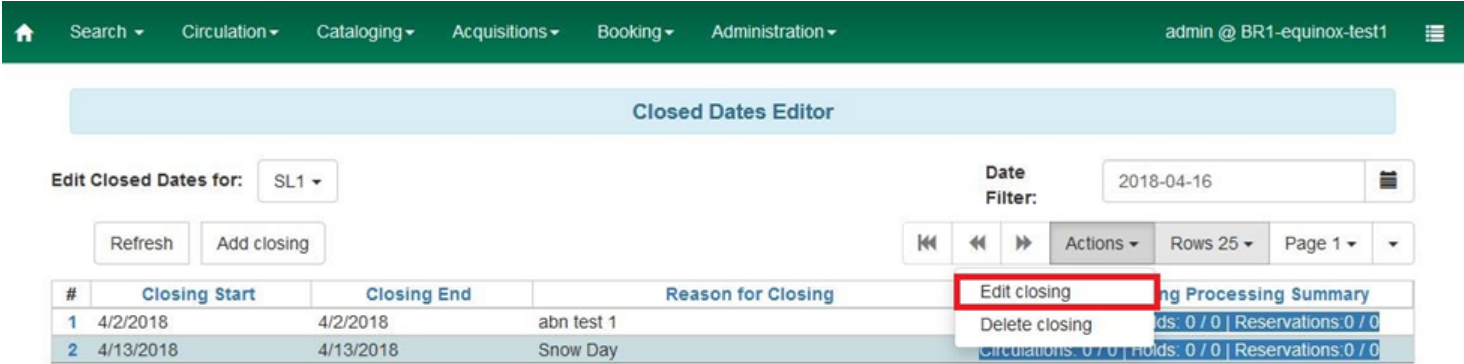 Search Circulation Cataloging Acquisitions Booking Administration admin @ BR1-equinox-test1
Closed Dates Editor
Edit Closed Dates for: SL1 Date Filter: 2018-04-16
Refresh Add closing Actions Rows 25 Page 1
# Closing Start Closing End Reason for Closing ng Processing Summary
Edit closing
1 4/2/2018 4/2/2018 abn test 1 ds: 0 / 0 | Reservations:0 / 0
Delete closing
2 4/13/2018 4/13/2018 Snow Day Circulations: 0 / 0 | Holds: 0 / 0 | Reservations:0 / 0